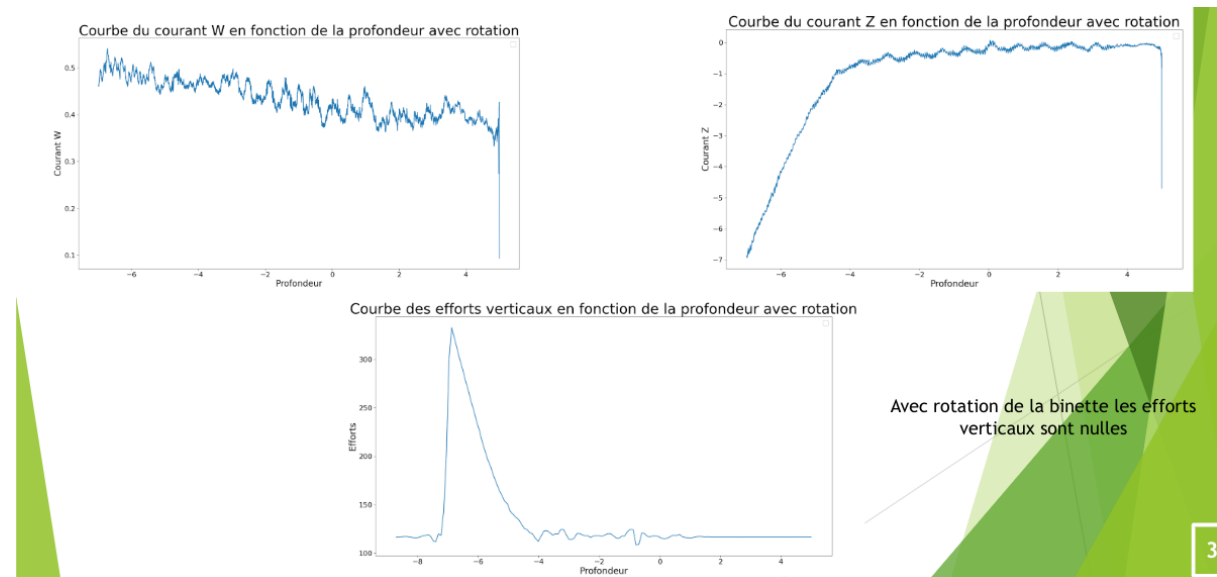 Courbe du courant W en fonction de la profondeur avec rotation
0.5
0.4
0.3
0.2
0.1
Courant W
−6 −4 −2 0 2 4
Profondeur
Courbe du courant Z en fonction de la profondeur avec rotation
0
−1
−2
−3
−4
−5
−6
−7
Courant Z
−6 −4 −2 0 2 4
Profondeur
Courbe des efforts verticaux en fonction de la profondeur avec rotation
300
250
200
150
100
Efforts
−8 −6 −4 −2 0 2 4
Profondeur
Avec rotation de la binette les efforts
verticaux sont nulles
3